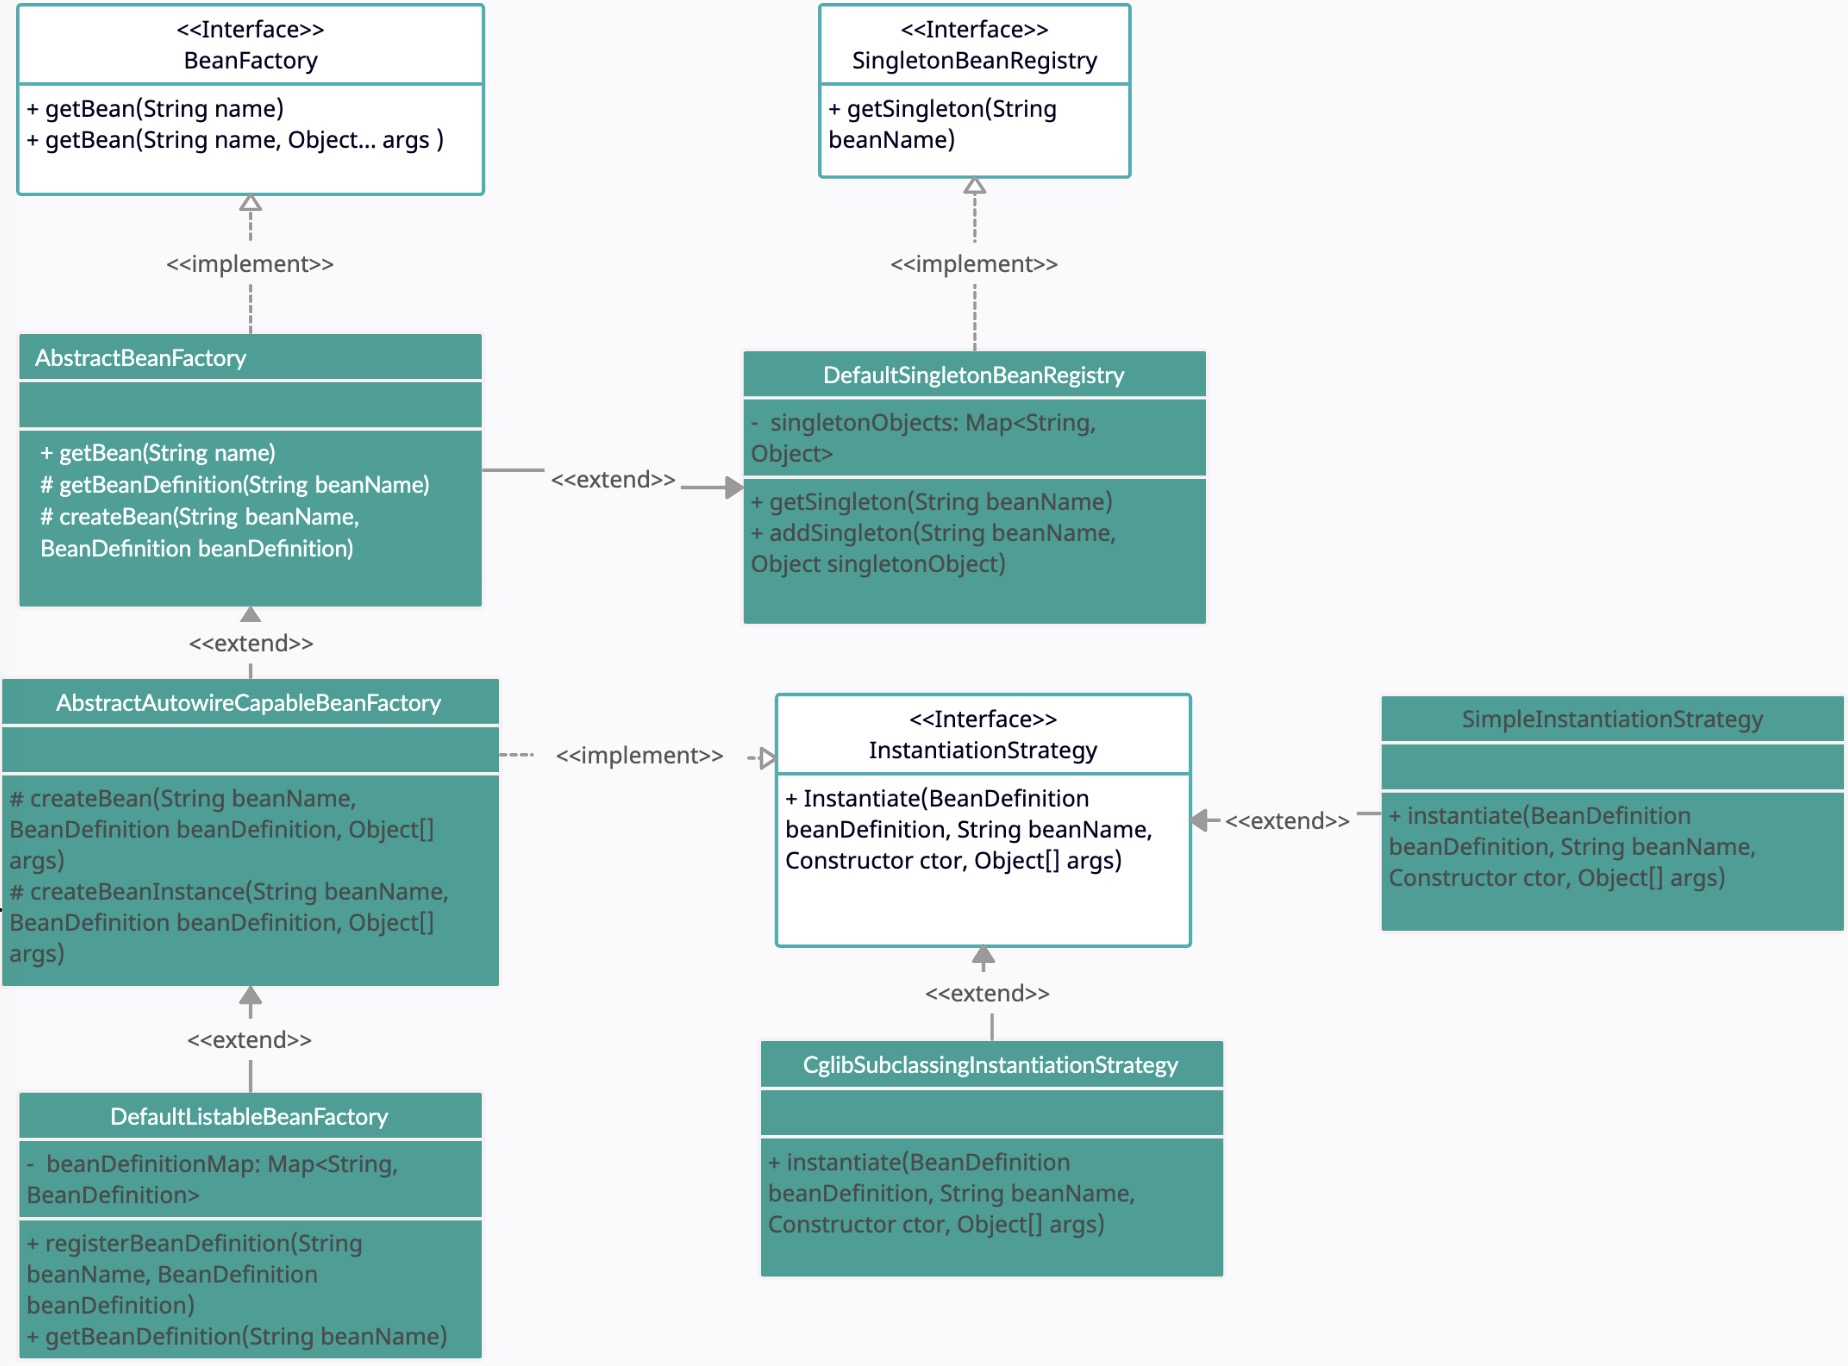 <<Interface>>
BeanFactory
+ getBean(String name)
+ getBean(String name, Object... args )
<<Interface>>
SingletonBeanRegistry
+ getSingleton(String
beanName)
<<implement>>
<<implement>>
AbstractBeanFactory
+ getBean(String name)
# getBeanDefinition(String beanName)
# createBean(String beanName,
BeanDefinition beanDefinition)
<<extend>>
DefaultSingletonBeanRegistry
-  singletonObjects: Map<String,
Object>
+ getSingleton(String beanName)
+ addSingleton(String beanName,
Object singletonObject)
<<extend>>
AbstractAutowireCapableBeanFactory
# createBean(String beanName,
BeanDefinition beanDefinition, Object[]
args)
# createBeanInstance(String beanName,
BeanDefinition beanDefinition, Object[]
args)
<<implement>>
<<Interface>>
InstantiationStrategy
+ Instantiate(BeanDefinition
beanDefinition, String beanName,
Constructor ctor, Object[] args)
<<extend>>
SimpleInstantiationStrategy
+ instantiate(BeanDefinition
beanDefinition, String beanName,
Constructor ctor, Object[] args)
<<extend>>
<<extend>>
DefaultListableBeanFactory
-  beanDefinitionMap: Map<String,
BeanDefinition>
+ registerBeanDefinition(String
beanName, BeanDefinition
beanDefinition)
+ getBeanDefinition(String beanName)
CglibSubclassingInstantiationStrategy
+ instantiate(BeanDefinition
beanDefinition, String beanName,
Constructor ctor, Object[] args)